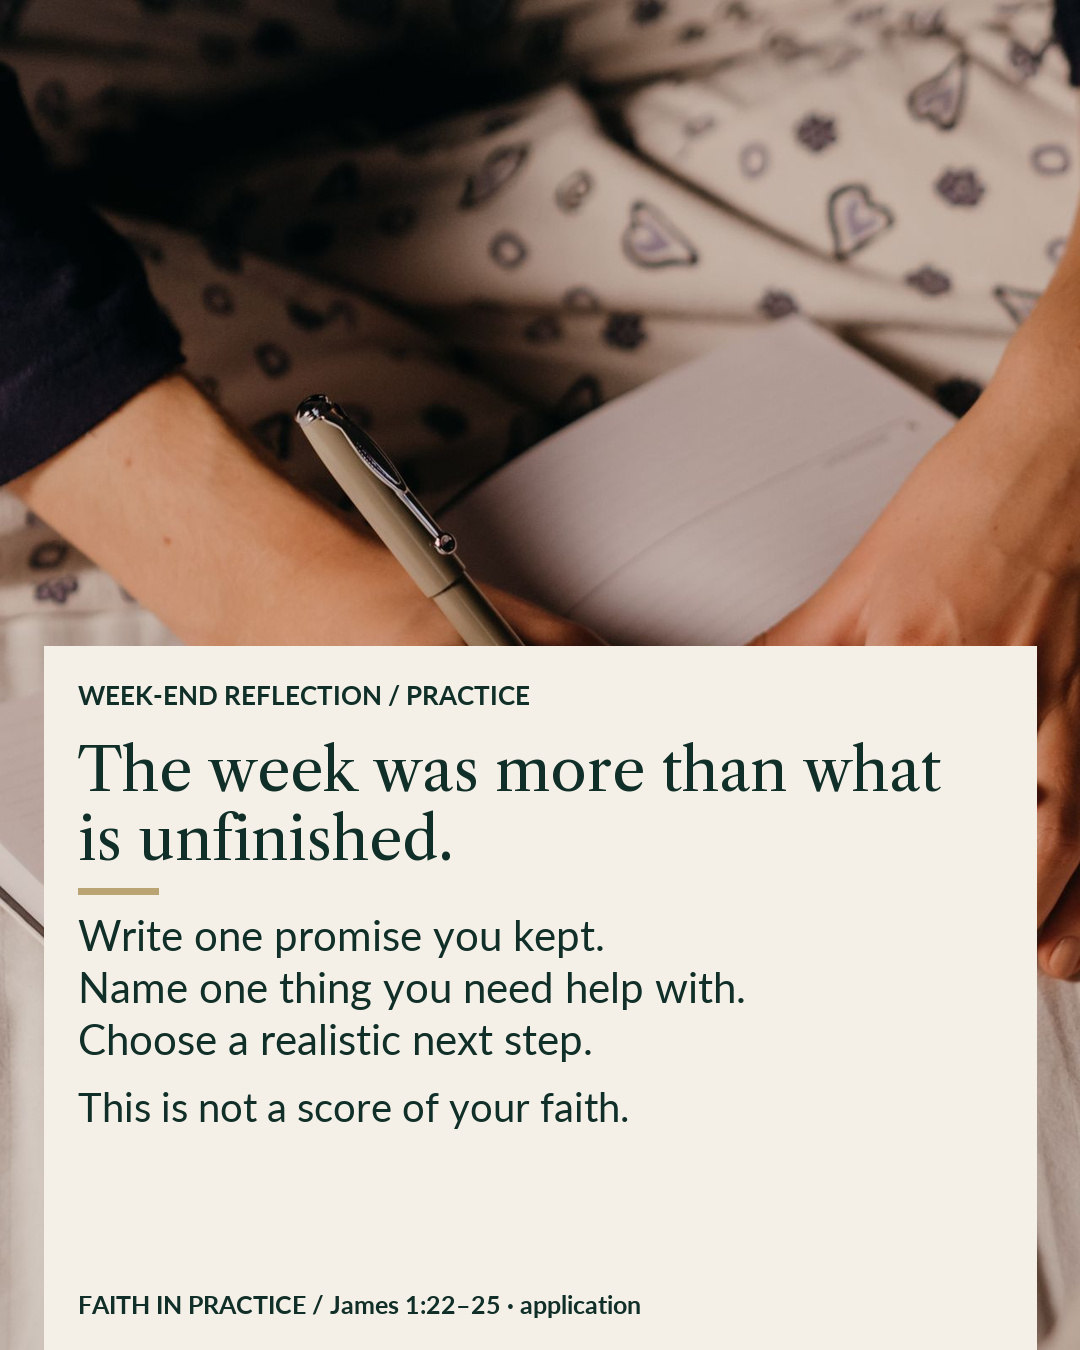 WEEK-END REFLECTION / PRACTICE
The week was more than what
is unfinished.
Write one promise you kept.
Name one thing you need help with.
Choose a realistic next step.
This is not a score of your faith.
FAITH IN PRACTICE / James 1:22–25 · application